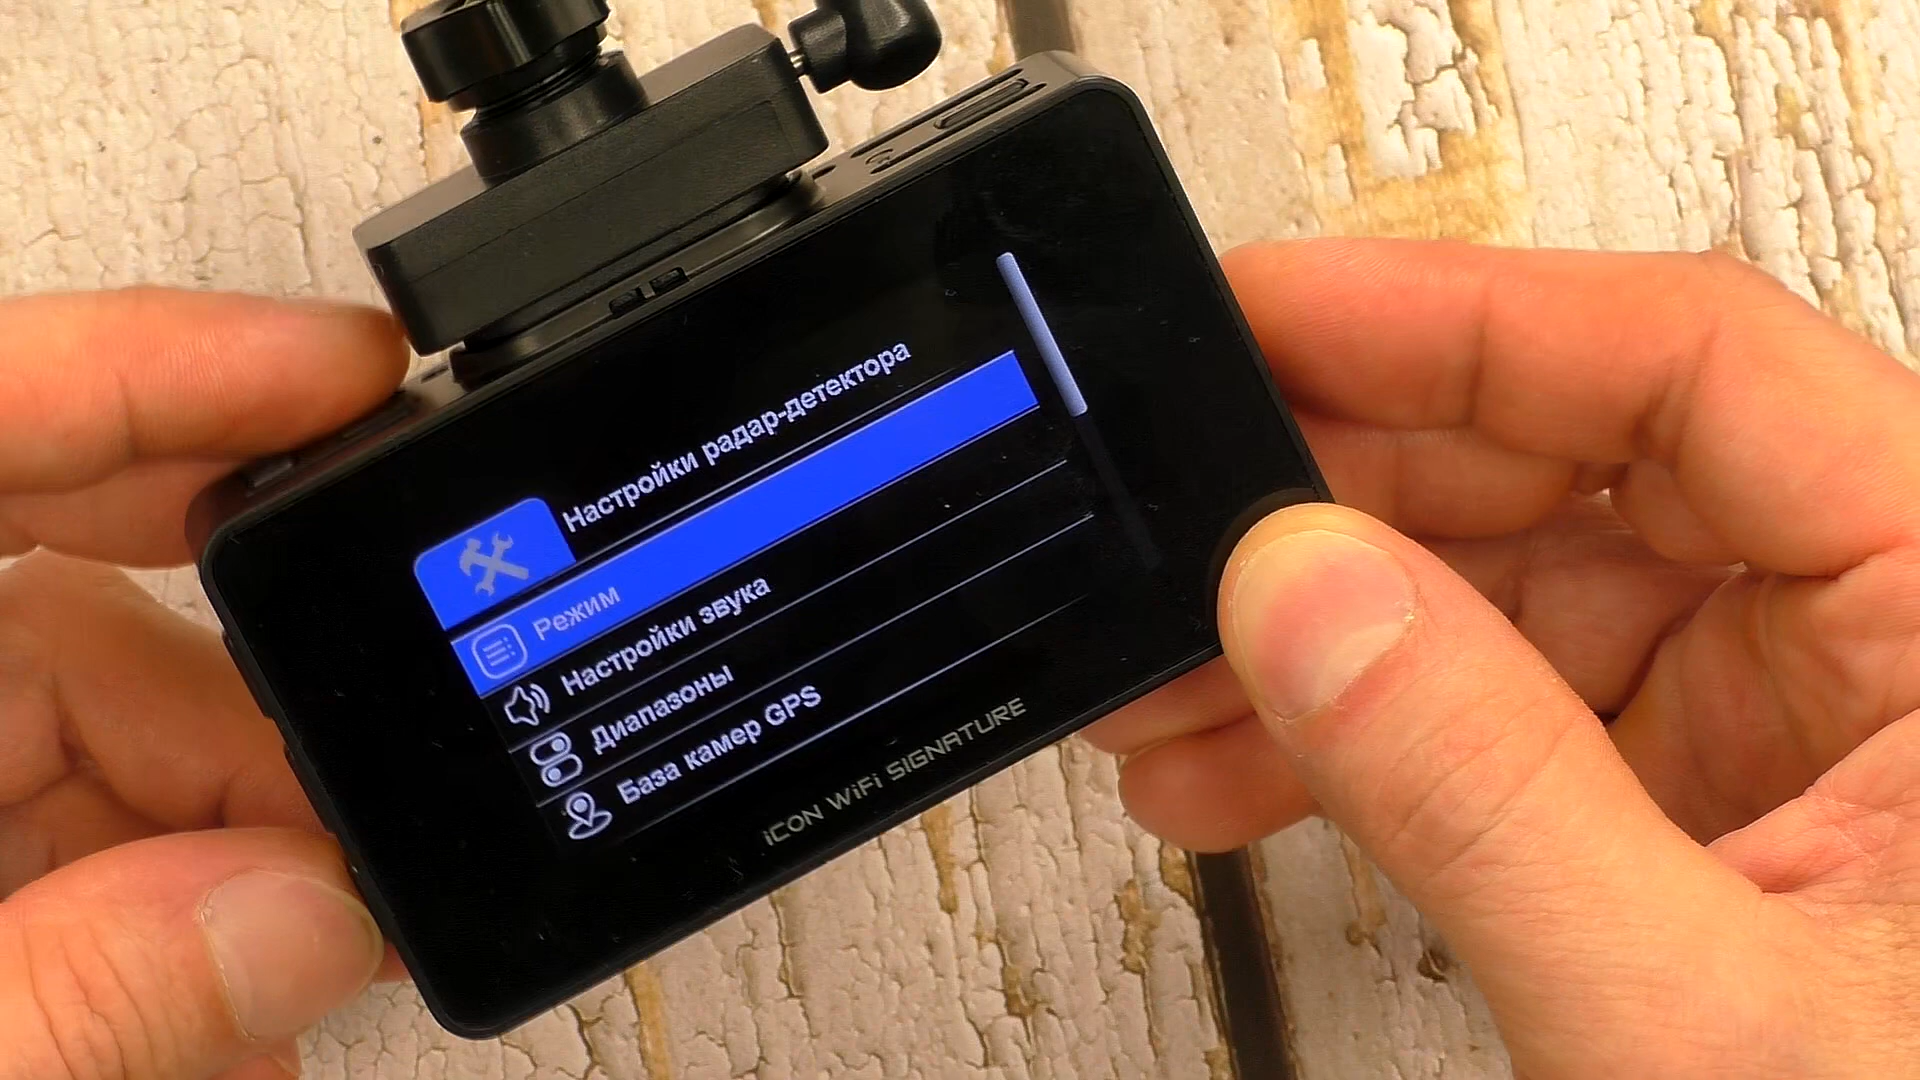 Настройки радар-детектора
Режим
Настройки звука
Диапазоны
База камер GPS
iCON WiFi SIGNATURE